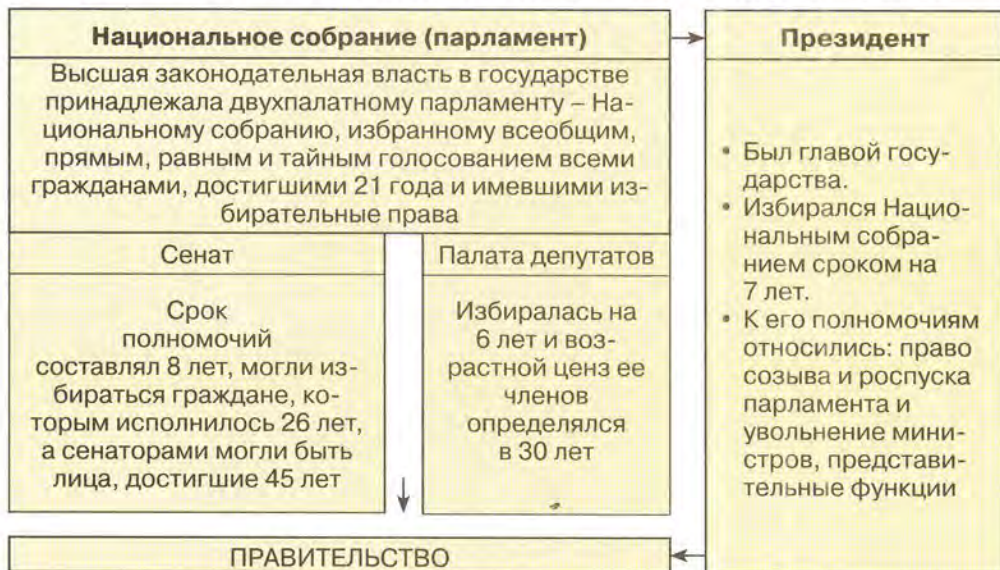 Национальное собрание (парламент)
Высшая законодательная власть в государстве
принадлежала двухпалатному парламенту – На-
циональному собранию, избранному всеобщим,
прямым, равным и тайным голосованием всеми
гражданами, достигшими 21 года и имевшими из-
бирательные права
Сенат
Срок
полномочий
составлял 8 лет, могли из-
бираться граждане, ко-
торым исполнилось 26 лет,
а сенаторами могли быть
лица, достигшие 45 лет
Палата депутатов
Избиралась на
6 лет и воз-
растной ценз ее
членов
определялся
в 30 лет
Президент
• Был главой госу-
дарства.
• Избирался Нацио-
нальным собра-
нием сроком на
7 лет.
• К его полномочиям
относились: право
созыва и роспуска
парламента и
увольнение мини-
стров, представи-
тельные функции
ПРАВИТЕЛЬСТВО